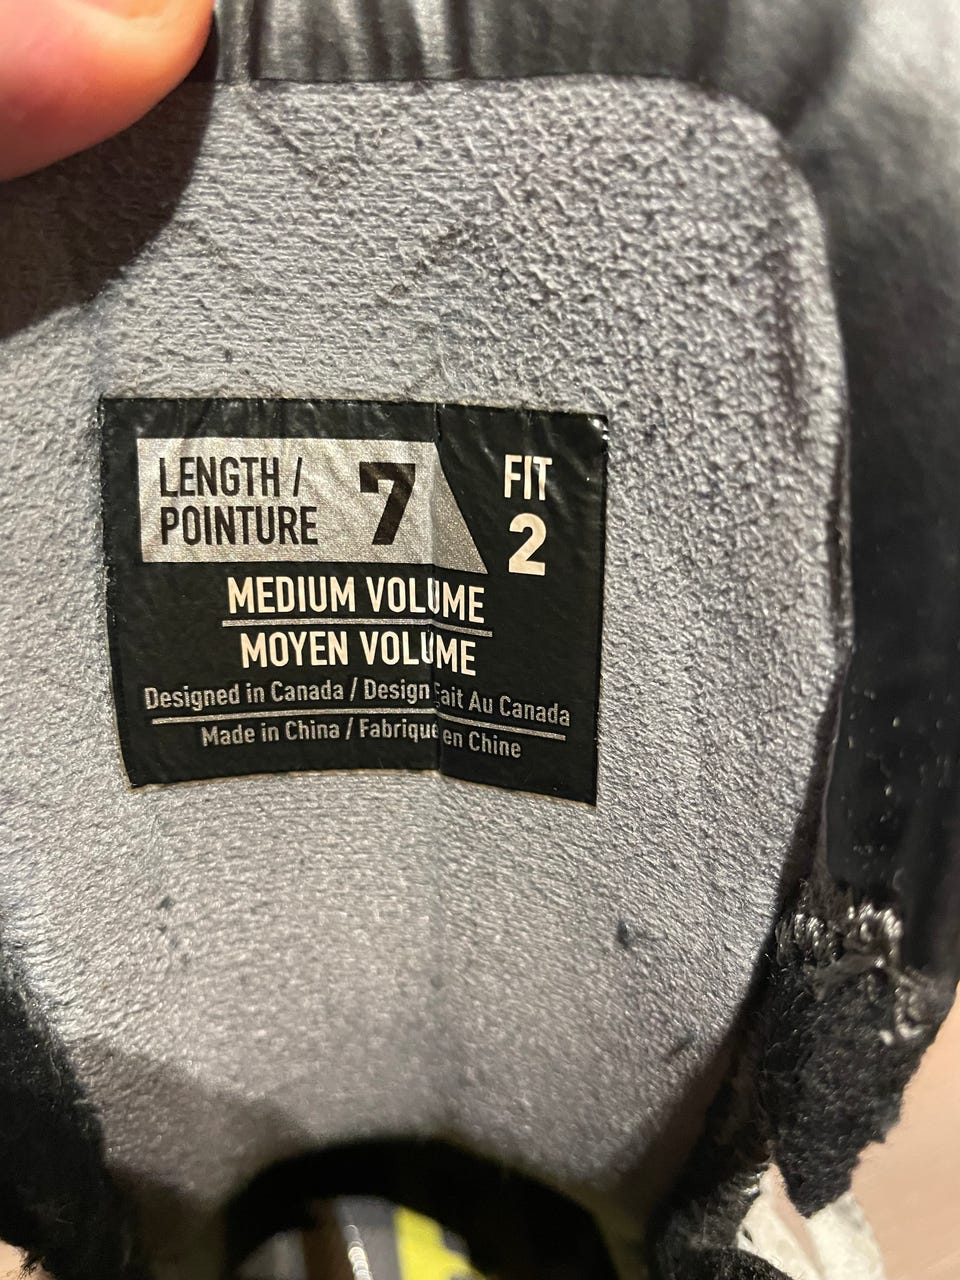 LENGTH / POINTURE 7
FIT 2
MEDIUM VOLUME
MOYEN VOLUME
Designed in Canada / Design Fait Au Canada
Made in China / Fabriqué en Chine